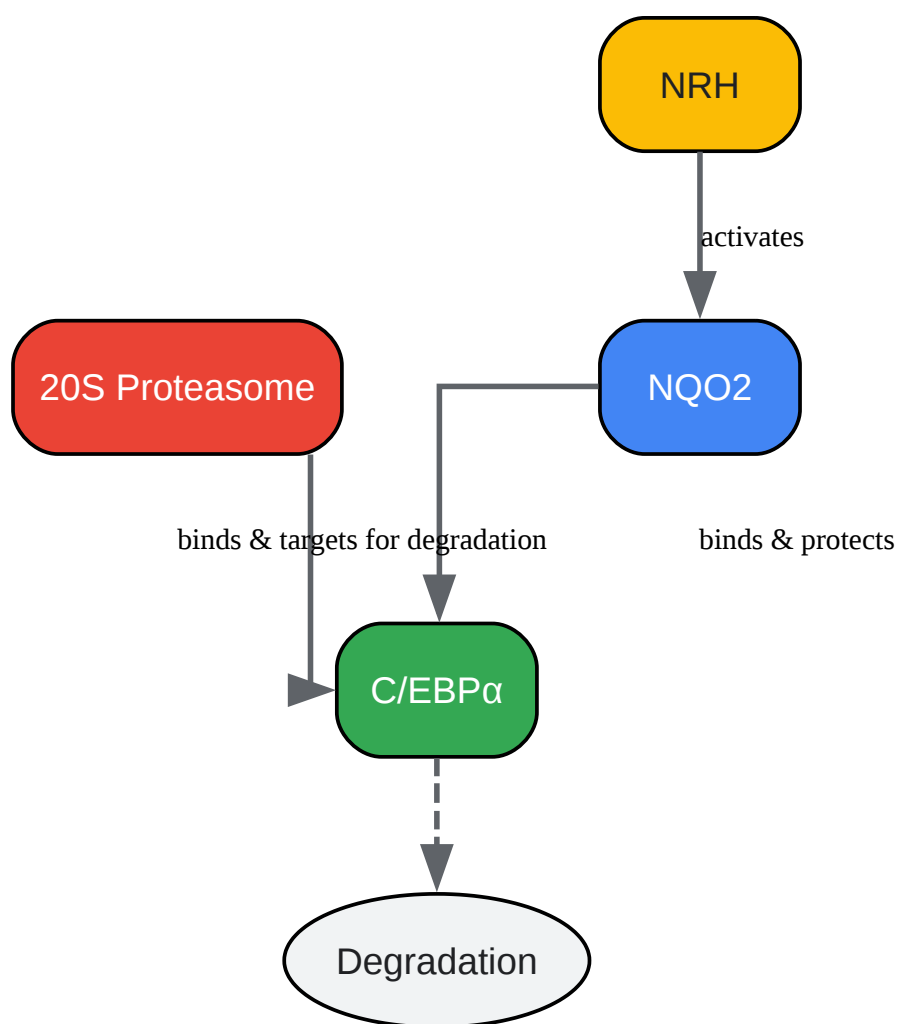 NRH
activates
20S Proteasome
NQO2
binds & targets for degradation
binds & protects
C/EBPα
Degradation